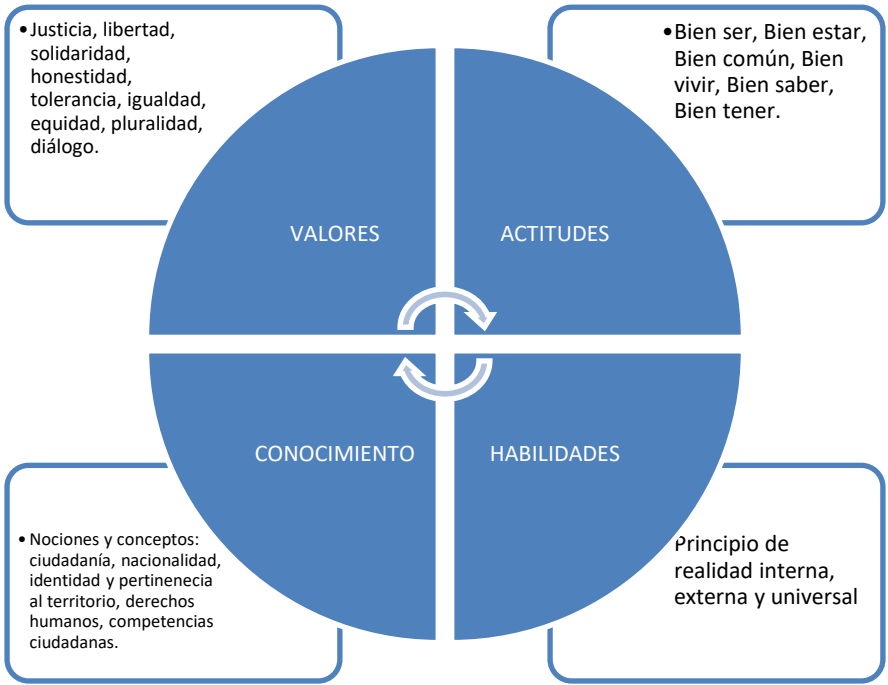 •Justicia, libertad,
solidaridad,
honestidad,
tolerancia, igualdad,
equidad, pluralidad,
diálogo.
•Bien ser, Bien estar,
Bien común, Bien
vivir, Bien saber,
Bien tener.
VALORES
ACTITUDES
CONOCIMIENTO
HABILIDADES
• Nociones y conceptos:
ciudadanía, nacionalidad,
identidad y pertinenecia
al territorio, derechos
humanos, competencias
ciudadanas.
Principio de
realidad interna,
externa y universal